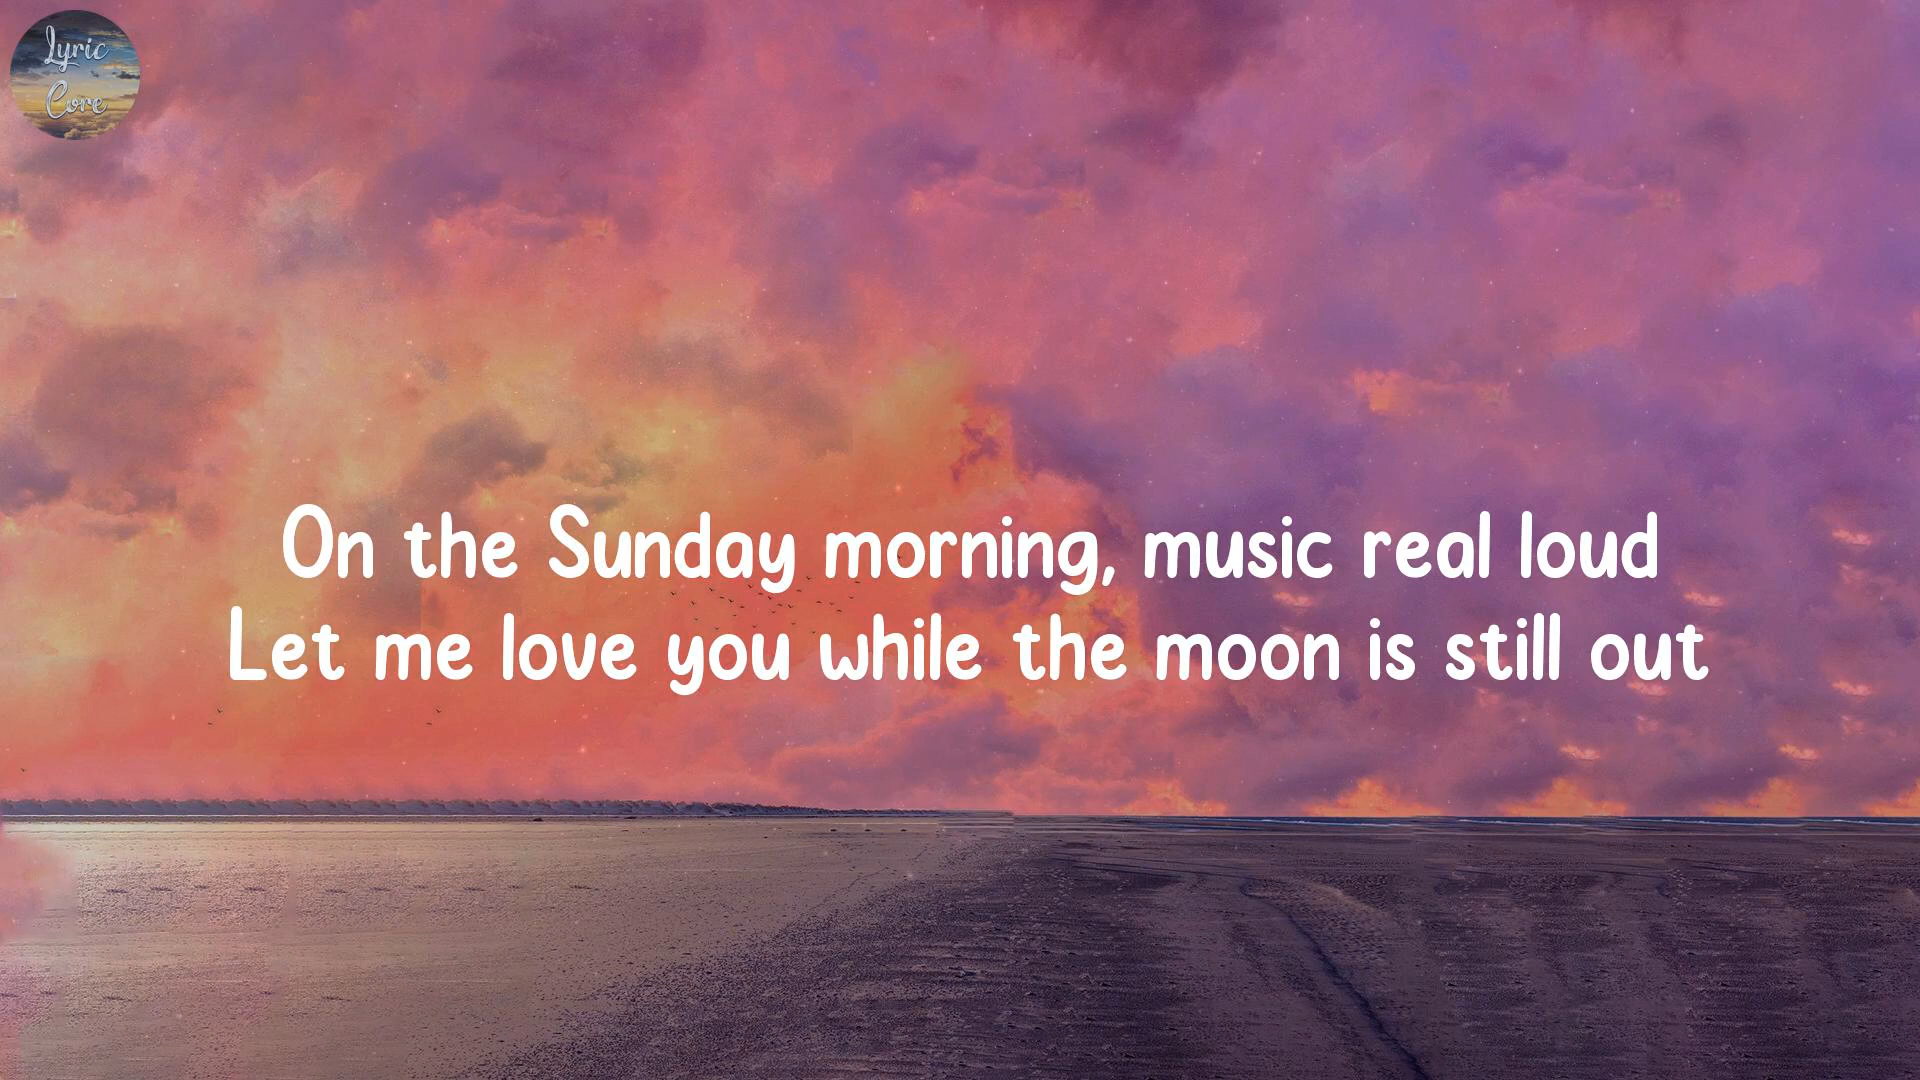 Lyric
Core
On the Sunday morning, music real loud
Let me love you while the moon is still out